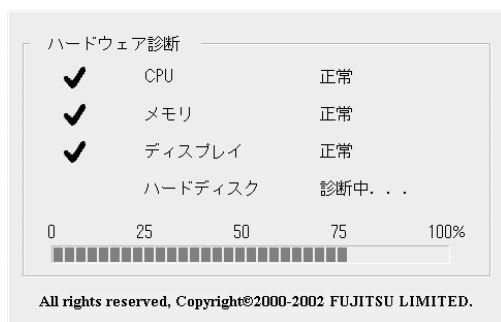 ハードウェア診断
CPU 正常
メモリ 正常
ディスプレイ 正常
ハードディスク 診断中. . .
0 25 50 75 100%
All rights reserved, Copyright©2000-2002 FUJITSU LIMITED.